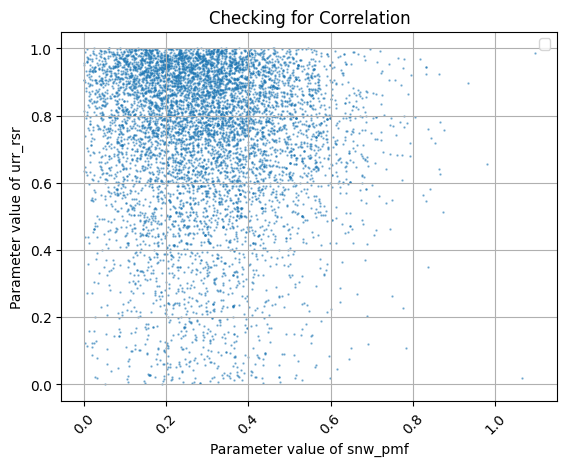 Checking for Correlation
Parameter value of urr_rsr
1.0
0.8
0.6
0.4
0.2
0.0
0.0 0.2 0.4 0.6 0.8 1.0
Parameter value of snw_pmf